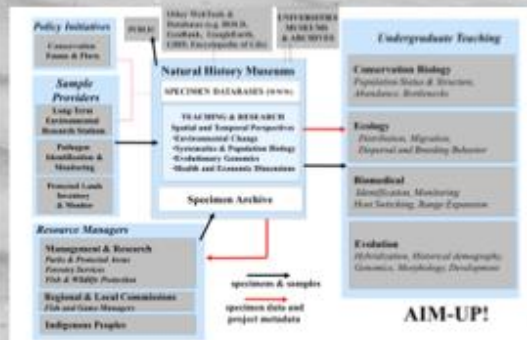 Policy Initiatives
Conservation
Fauna & Flora
Sample
Providers
Long-Term
Environmental
Research Stations
Pathogen
Identification &
Monitoring
Protected Lands
Inventory
& Monitor
PUBLIC
Other WebTools &
Databases (e.g. BOLD,
GenBank, GoogleEarth,
GBIF, Encyclopedia of Life)
UNIVERSITIES
MUSEUMS
& ARCHIVES
Natural History Museums
SPECIMEN DATABASES (WWW)
TEACHING & RESEARCH
Spatial and Temporal Perspectives
•Environmental Change
•Systematics & Population Biology
•Evolutionary Genomics
•Health and Economic Dimensions
Specimen Archive
Resource Managers
Management & Research
Parks & Protected Areas
Forestry Services
Fish & Wildlife Protection
Regional & Local Commissions
Fish and Game Managers
Indigenous Peoples
specimens & samples
specimen data and
project metadata
Undergraduate Teaching
Conservation Biology
Population Status & Structure,
Abundance, Bottlenecks
Ecology
Distribution, Migration,
Dispersal and Breeding Behavior
Biomedical
Identification, Monitoring
Host Switching, Range Expansion
Evolution
Hybridization, Historical demography,
Genomics, Morphology, Development
AIM-UP!